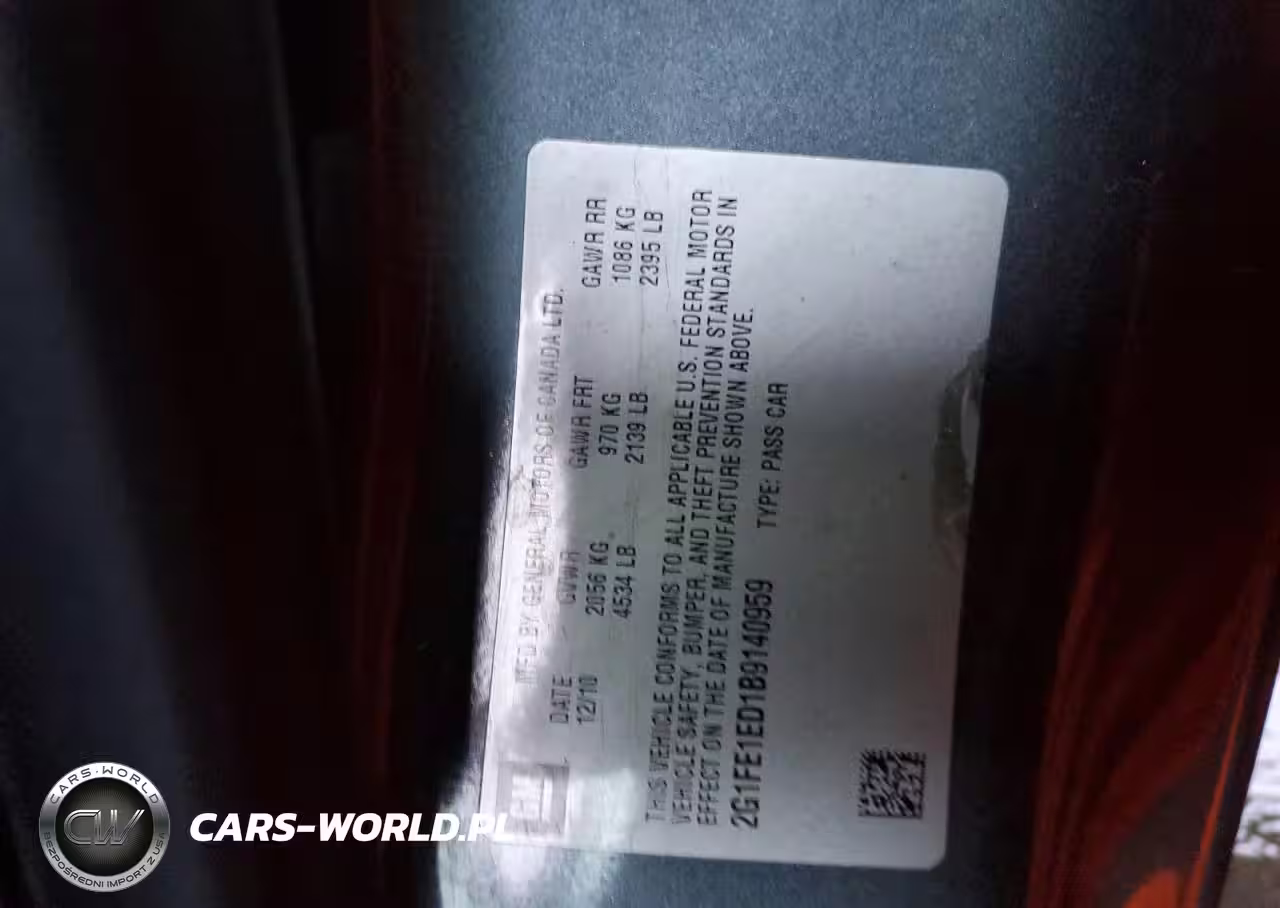 MFD BY GENERAL MOTORS OF CANADA LTD.
DATE GVWR GAWR FRT GAWR RR
12/10 2056 KG 970 KG 1086 KG
4534 LB 2139 LB 2395 LB
THIS VEHICLE CONFORMS TO ALL APPLICABLE U.S. FEDERAL MOTOR
VEHICLE SAFETY, BUMPER, AND THEFT PREVENTION STANDARDS IN
EFFECT ON THE DATE OF MANUFACTURE SHOWN ABOVE.
2G1FE1ED1B9140959 TYPE: PASS CAR
GM
CARS-WORLD
CW
BEZPOŚREDNI IMPORT Z USA
CARS-WORLD.PL